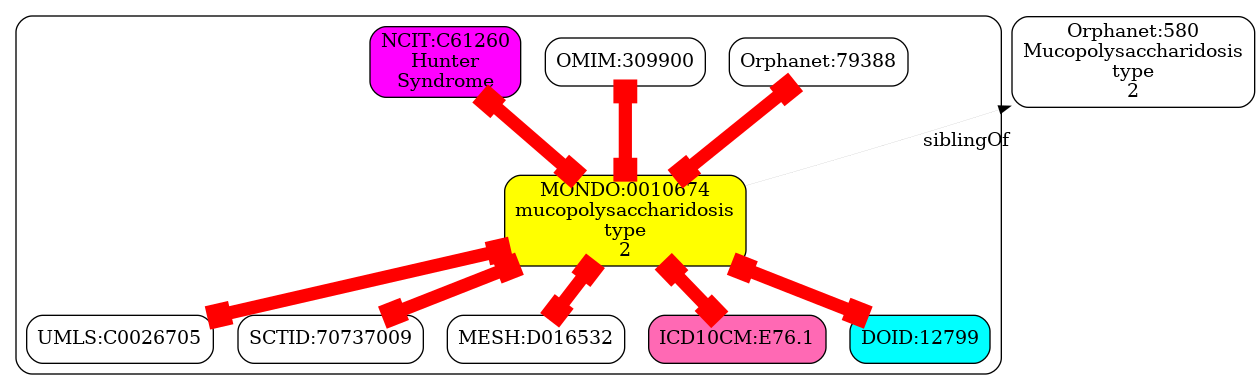 NCIT:C61260
Hunter
Syndrome
OMIM:309900
Orphanet:79388
Orphanet:580
Mucopolysaccharidosis
type
2
siblingOf
MONDO:0010674
mucopolysaccharidosis
type
2
UMLS:C0026705
SCTID:70737009
MESH:D016532
ICD10CM:E76.1
DOID:12799